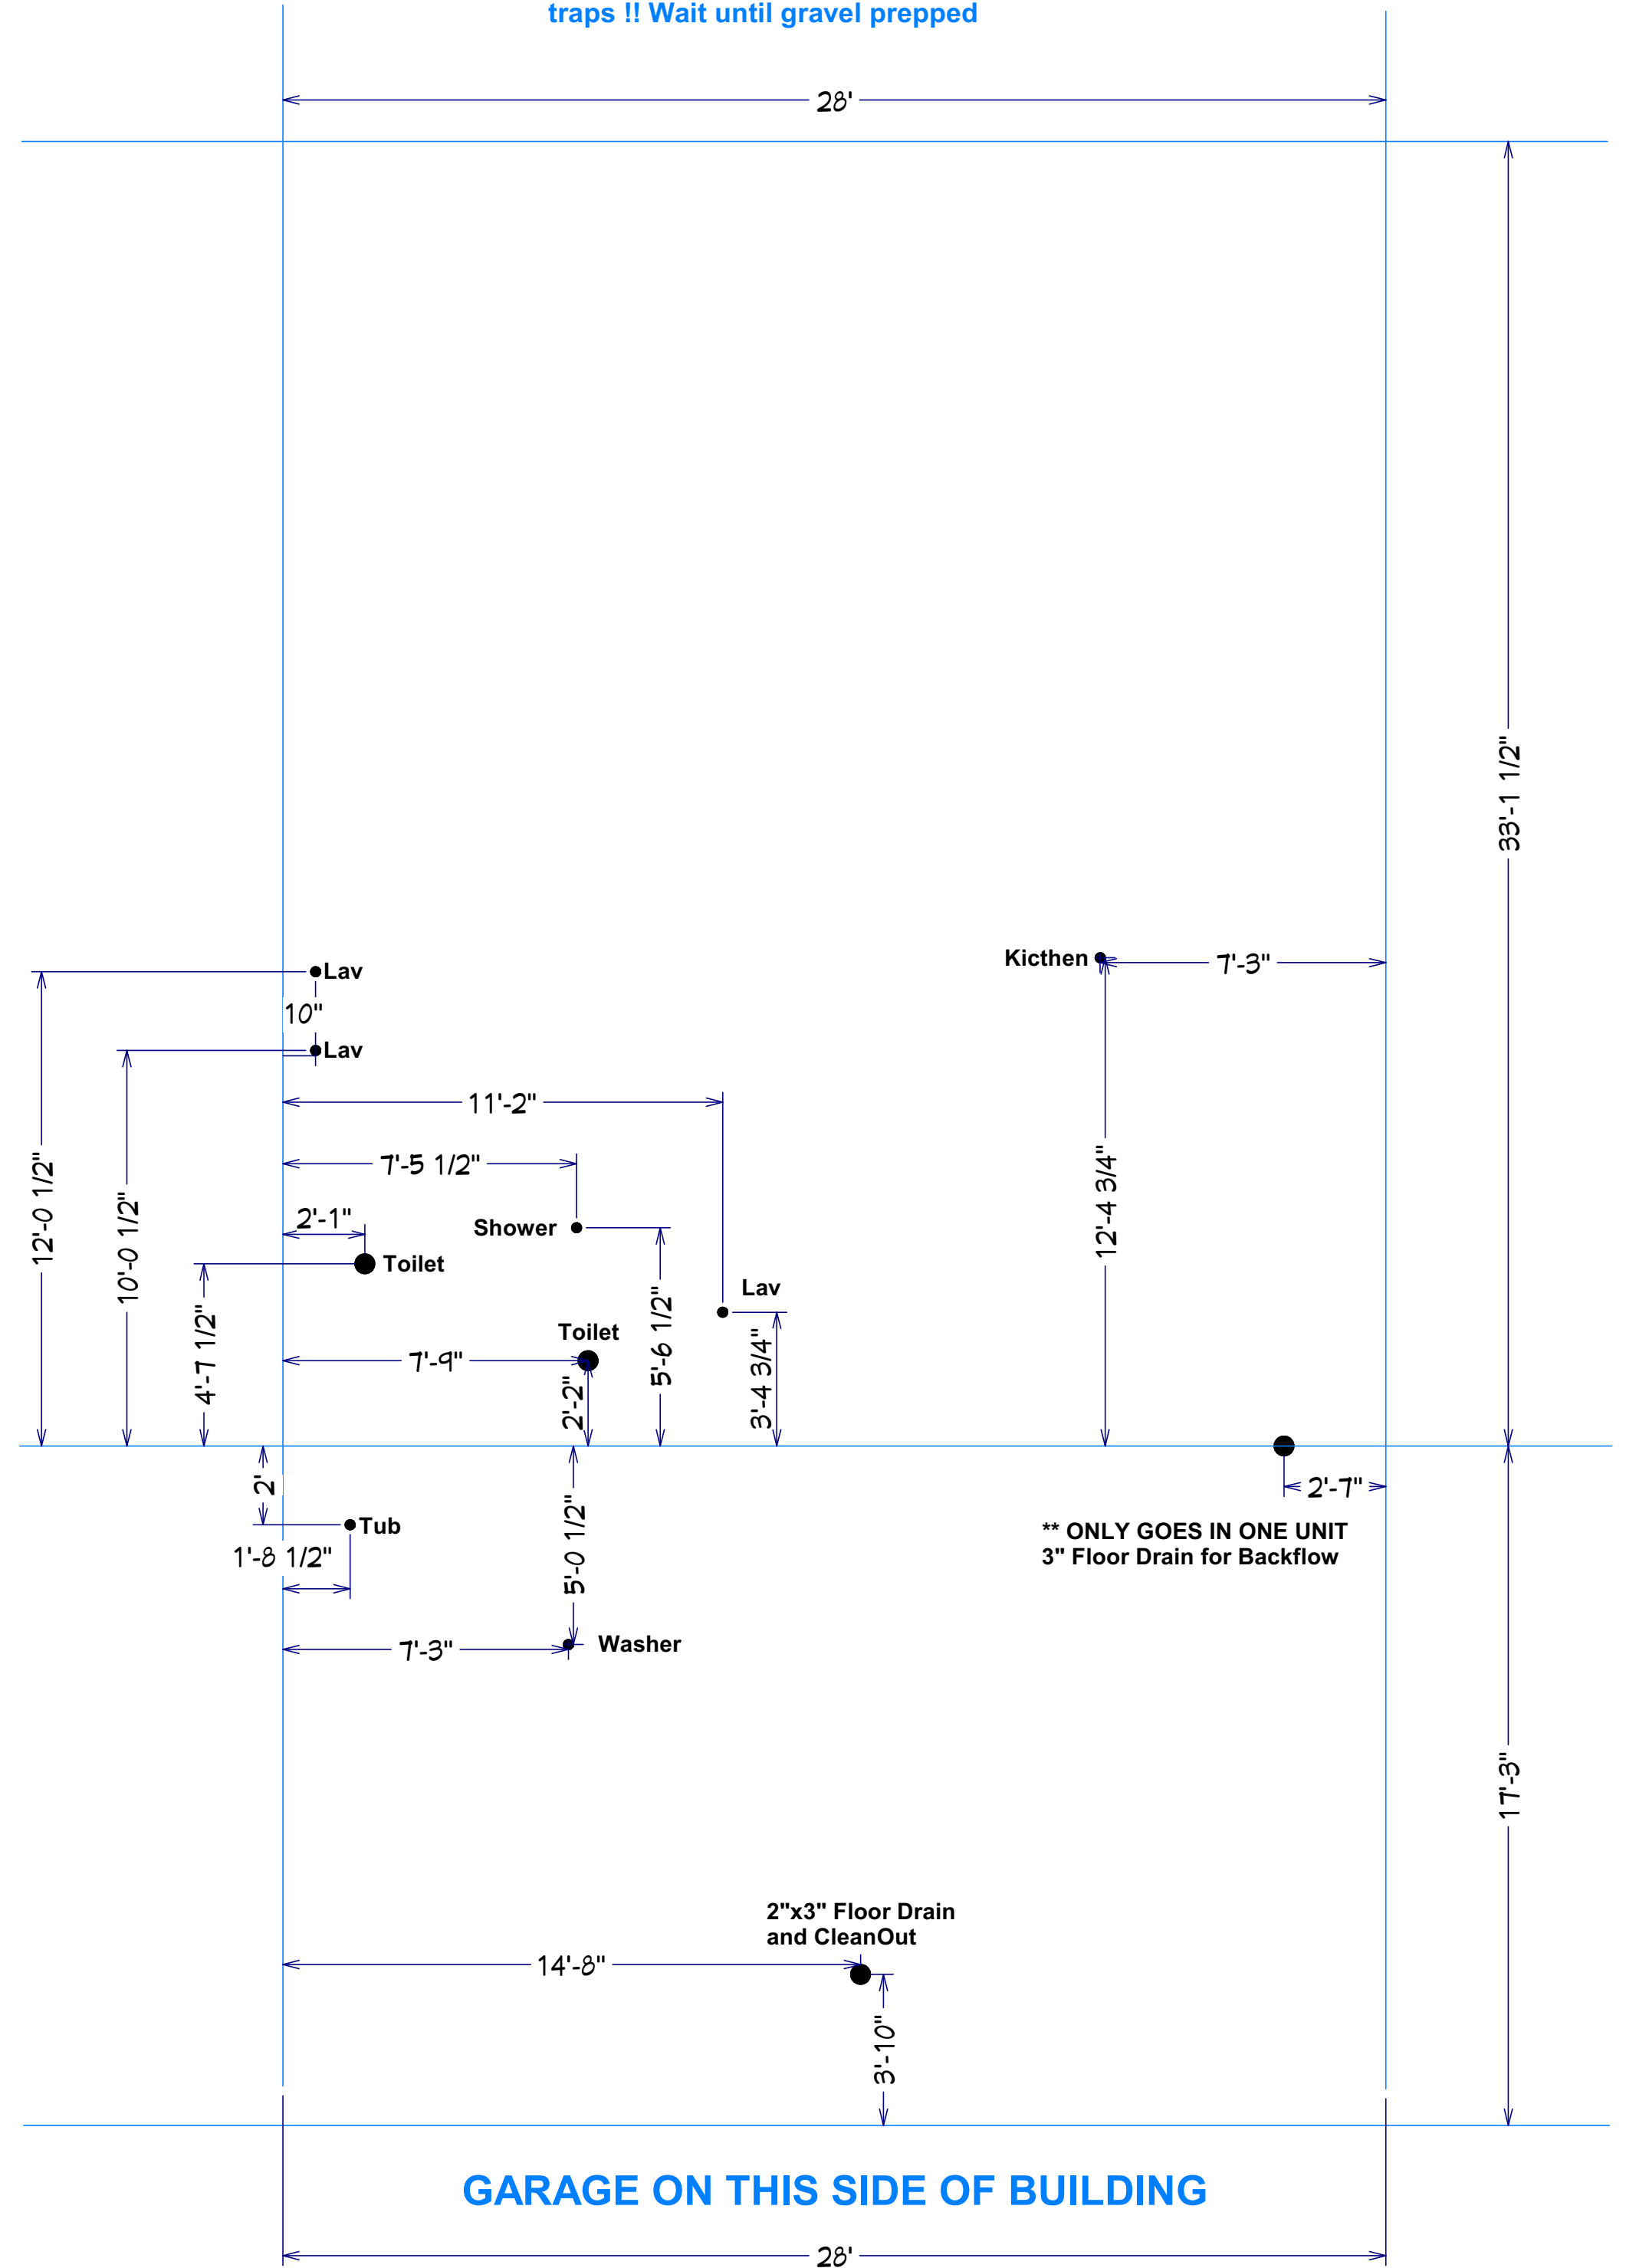 traps !! Wait until gravel prepped
28'
33'-1 1/2"
Kicthen
7'-3"
Lav
10"
Lav
11'-2"
7'-5 1/2"
12'-0 1/2"
10'-0 1/2"
12'-4 3/4"
2'-1"
Shower
Toilet
Lav
4'-7 1/2"
5'-6 1/2"
Toilet
7'-9"
3'-4 3/4"
2'-2"
2'
2'-7"
Tub
** ONLY GOES IN ONE UNIT
3" Floor Drain for Backflow
1'-8 1/2"
5'-0 1/2"
7'-3"
Washer
17'-3"
2"x3" Floor Drain
and CleanOut
14'-8"
3'-10"
GARAGE ON THIS SIDE OF BUILDING
28'